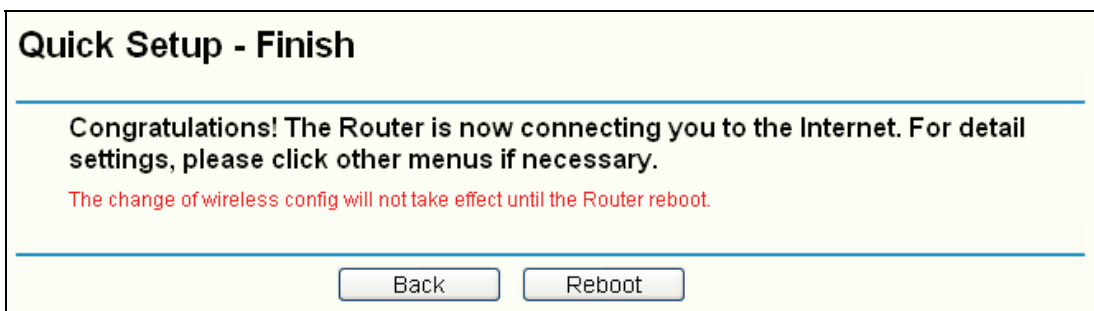 Quick Setup - Finish
Congratulations! The Router is now connecting you to the Internet. For detail
settings, please click other menus if necessary.
The change of wireless config will not take effect until the Router reboot.
Back Reboot